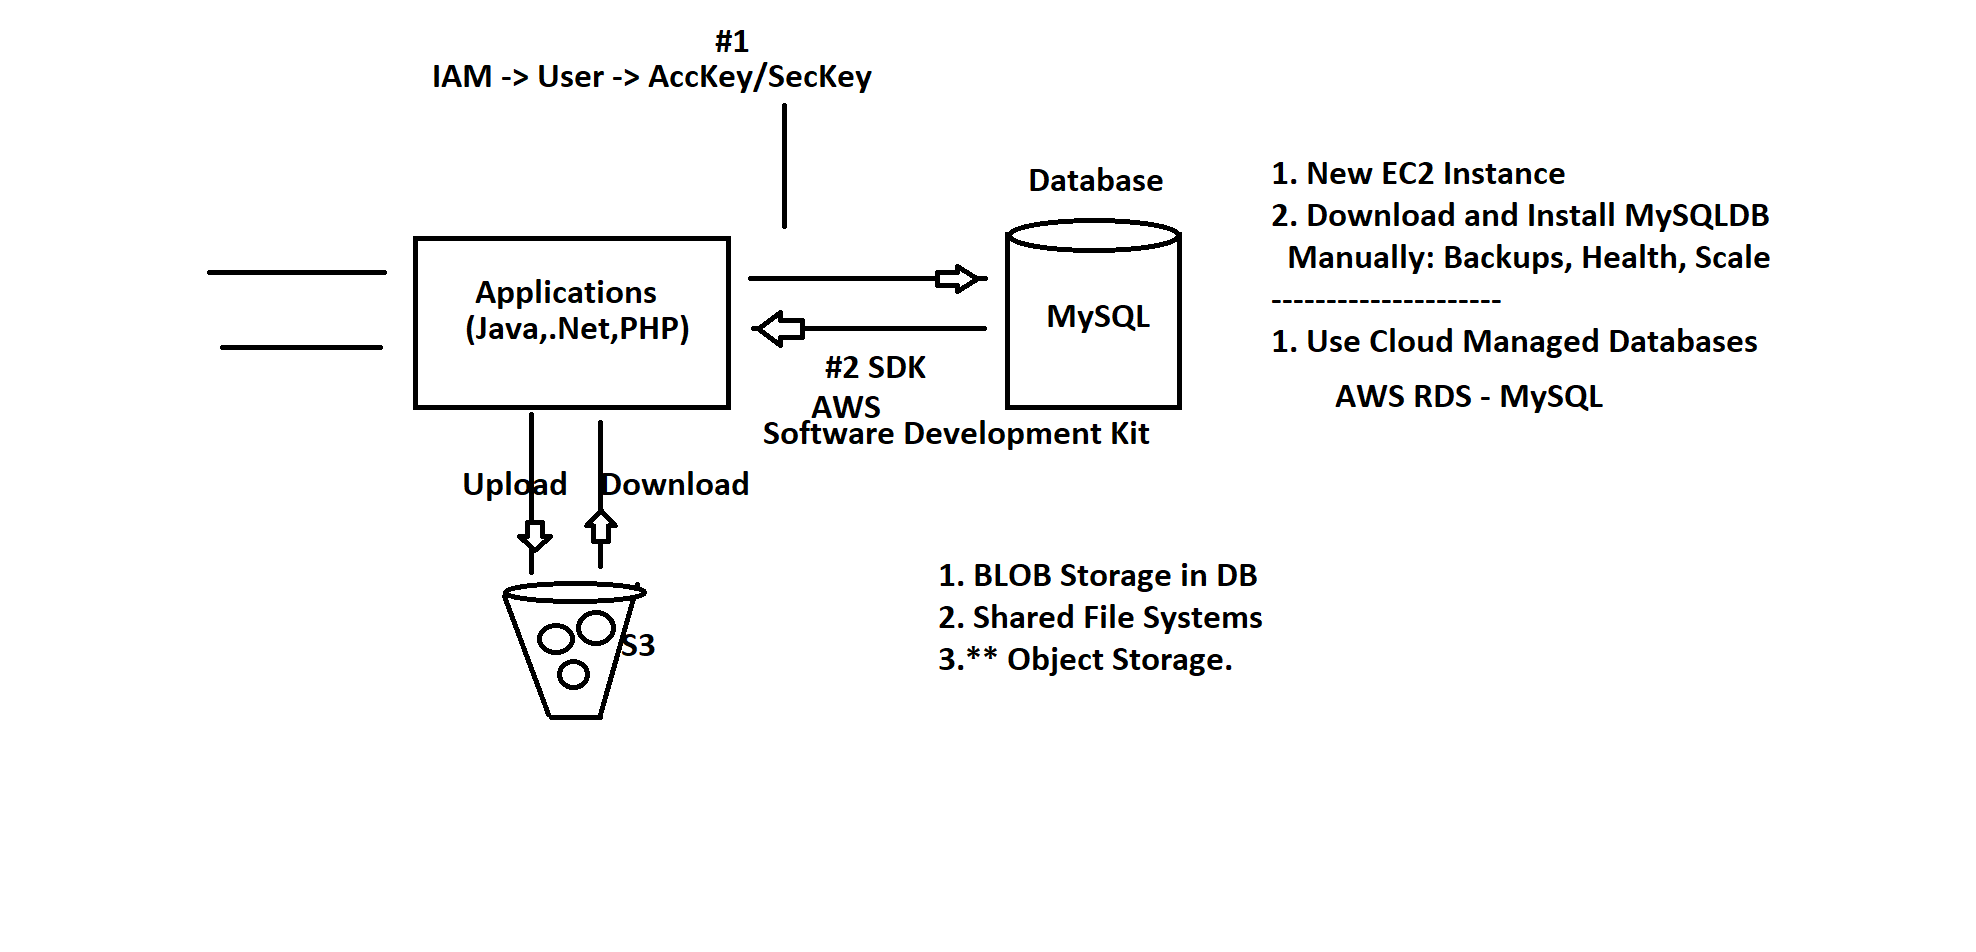 #1
IAM -> User -> AccKey/SecKey
Database
1. New EC2 Instance
2. Download and Install MySQLDB
Manually: Backups, Health, Scale
---------------------
1. Use Cloud Managed Databases
AWS RDS - MySQL
Applications
(Java,.Net,PHP)
MySQL
#2 SDK
AWS
Software Development Kit
Upload
Download
S3
1. BLOB Storage in DB
2. Shared File Systems
3.** Object Storage.